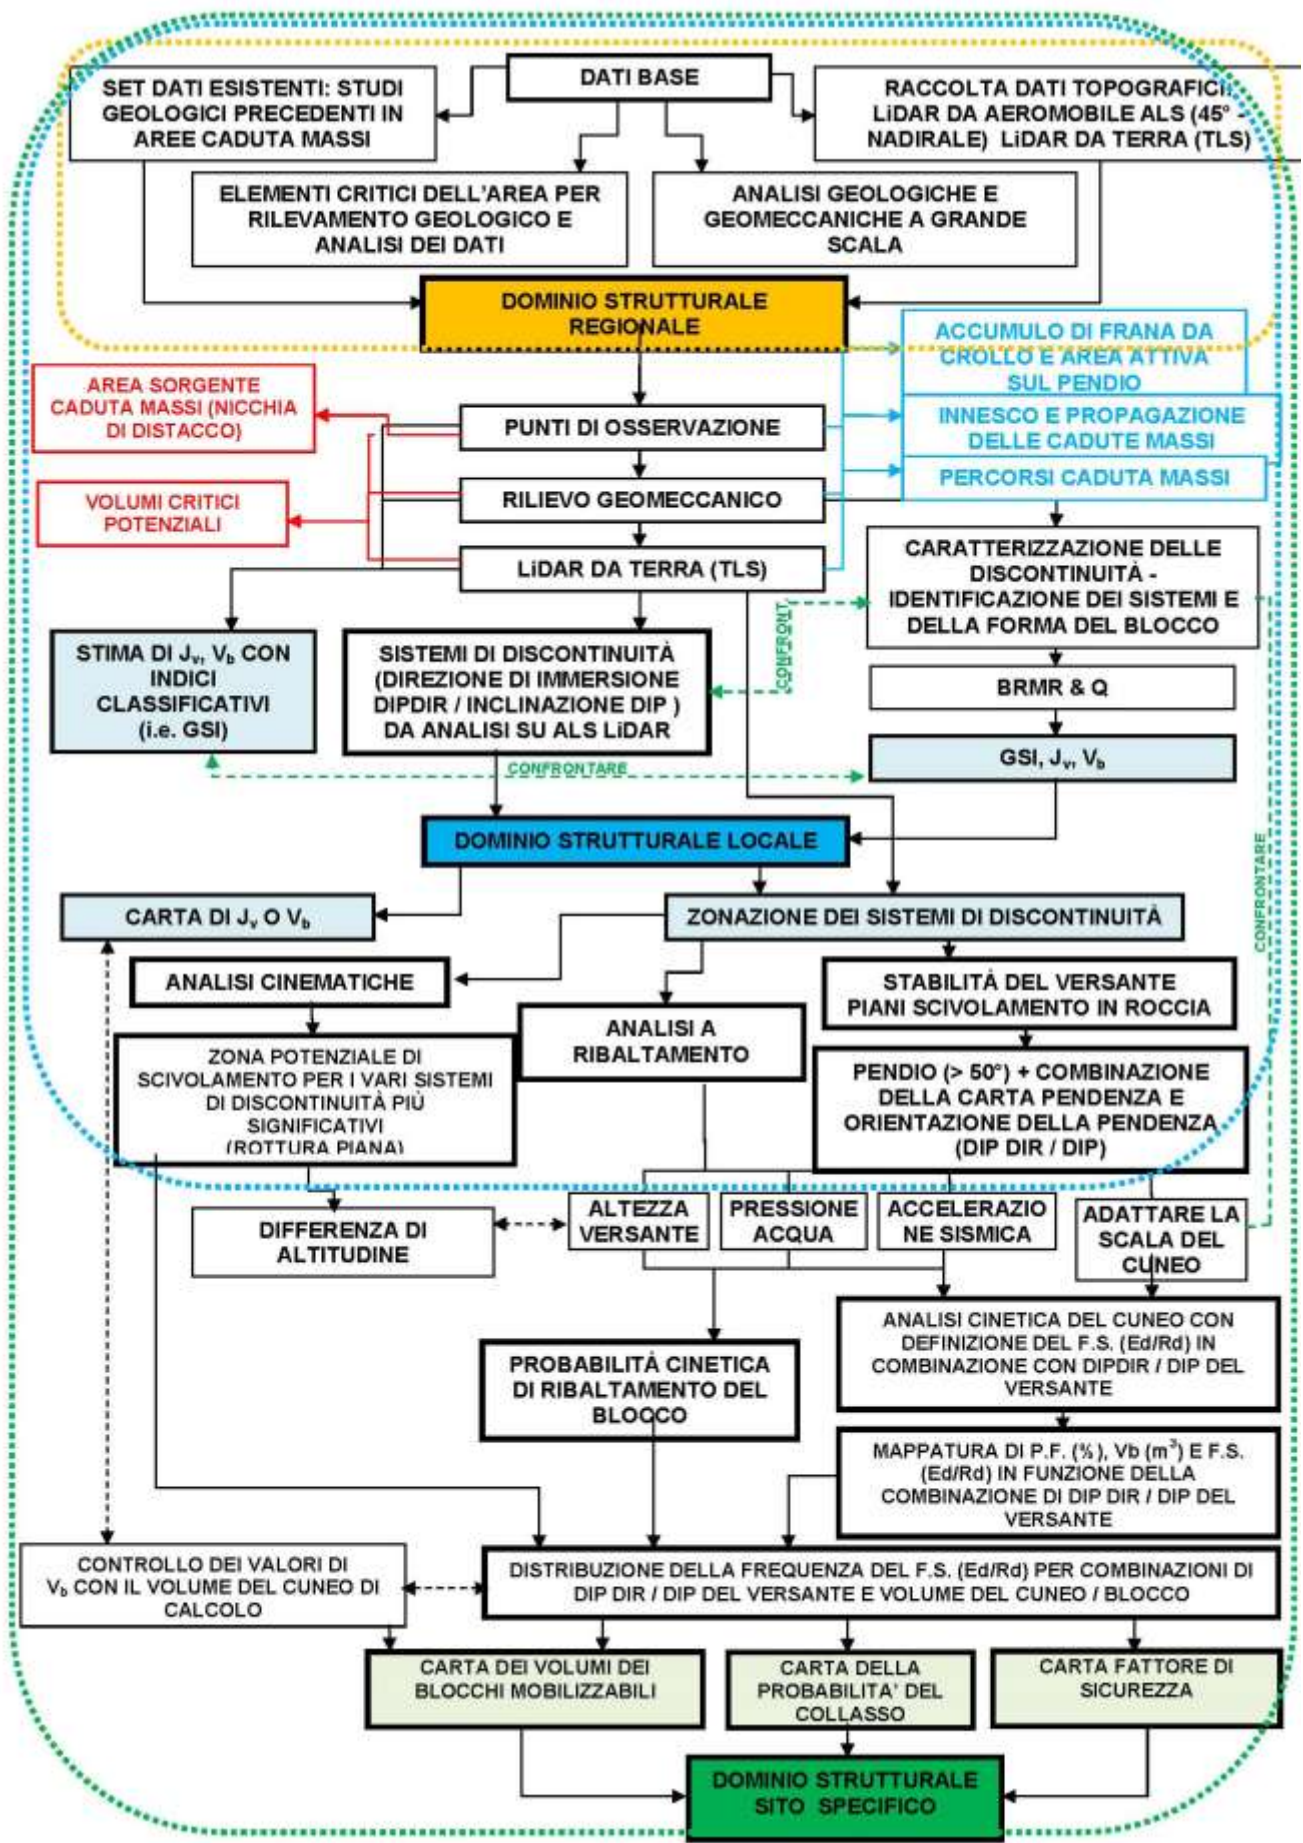 DATI BASE
SET DATI ESISTENTI: STUDI
GEOLOGICI PRECEDENTI IN
AREE CADUTA MASSI
RACCOLTA DATI TOPOGRAFICI:
LiDAR DA AEROMOBILE ALS (45° -
NADIRALE) LiDAR DA TERRA (TLS)
ELEMENTI CRITICI DELL'AREA PER
RILEVAMENTO GEOLOGICO E
ANALISI DEI DATI
ANALISI GEOLOGICHE E
GEOMECCANICHE A GRANDE
SCALA
DOMINIO STRUTTURALE
REGIONALE
ACCUMULO DI FRANA DA
CROLLO E AREA ATTIVA
SUL PENDIO
AREA SORGENTE
CADUTA MASSI (NICCHIA
DI DISTACCO)
PUNTI DI OSSERVAZIONE
INNESCO E PROPAGAZIONE
DELLE CADUTE MASSI
PERCORSI CADUTA MASSI
VOLUMI CRITICI
POTENZIALI
RILIEVO GEOMECCANICO
LiDAR DA TERRA (TLS)
CARATTERIZZAZIONE DELLE
DISCONTINUITÀ -
IDENTIFICAZIONE DEI SISTEMI E
DELLA FORMA DEL BLOCCO
CONFRONT
STIMA DI Jv, Vb CON
INDICI
CLASSIFICATIVI
(i.e. GSI)
SISTEMI DI DISCONTINUITÀ
(DIREZIONE DI IMMERSIONE
DIPDIR / INCLINAZIONE DIP )
DA ANALISI SU ALS LiDAR
BRMR & Q
GSI, Jv, Vb
CONFRONTARE
DOMINIO STRUTTURALE LOCALE
CONFRONTARE
CARTA DI Jv O Vb
ZONAZIONE DEI SISTEMI DI DISCONTINUITÀ
ANALISI CINEMATICHE
ANALISI A
RIBALTAMENTO
STABILITÀ DEL VERSANTE
PIANI SCIVOLAMENTO IN ROCCIA
ZONA POTENZIALE DI
SCIVOLAMENTO PER I VARI SISTEMI
DI DISCONTINUITÀ PIÙ
SIGNIFICATIVI
(ROTTURA PIANA)
PENDIO (> 50°) + COMBINAZIONE
DELLA CARTA PENDENZA E
ORIENTAZIONE DELLA PENDENZA
(DIP DIR / DIP)
DIFFERENZA DI
ALTITUDINE
ALTEZZA
VERSANTE
PRESSIONE
ACQUA
ACCELERAZIO
NE SISMICA
ADATTARE LA
SCALA DEL
CUNEO
ANALISI CINETICA DEL CUNEO CON
DEFINIZIONE DEL F.S. (Ed/Rd) IN
COMBINAZIONE CON DIPDIR / DIP DEL
VERSANTE
PROBABILITÀ CINETICA
DI RIBALTAMENTO DEL
BLOCCO
MAPPATURA DI P.F. (%), Vb (m³) E F.S.
(Ed/Rd) IN FUNZIONE DELLA
COMBINAZIONE DI DIP DIR / DIP DEL
VERSANTE
CONTROLLO DEI VALORI DI
Vb CON IL VOLUME DEL CUNEO DI
CALCOLO
DISTRIBUZIONE DELLA FREQUENZA DEL F.S. (Ed/Rd) PER COMBINAZIONI DI
DIP DIR / DIP DEL VERSANTE E VOLUME DEL CUNEO / BLOCCO
CARTA DEI VOLUMI DEI
BLOCCHI MOBILIZZABILI
CARTA DELLA
PROBABILITA' DEL
COLLASSO
CARTA FATTORE DI
SICUREZZA
DOMINIO STRUTTURALE
SITO SPECIFICO